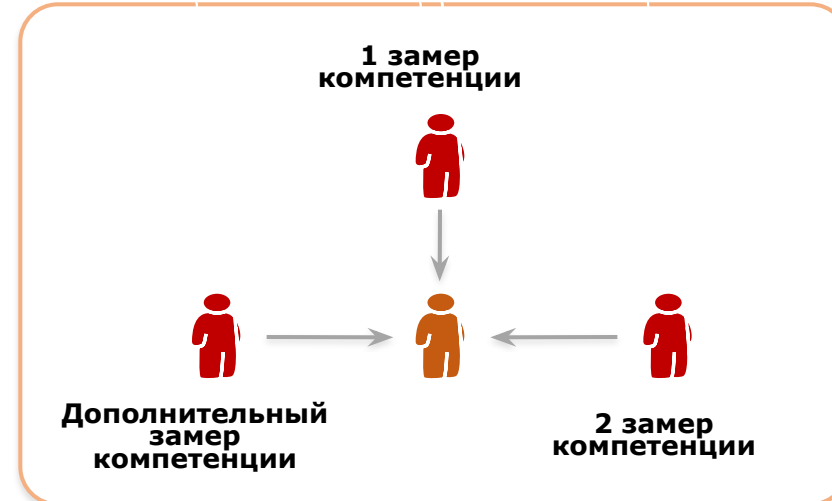 1 замер
компетенции
Дополнительный
замер
компетенции
2 замер
компетенции